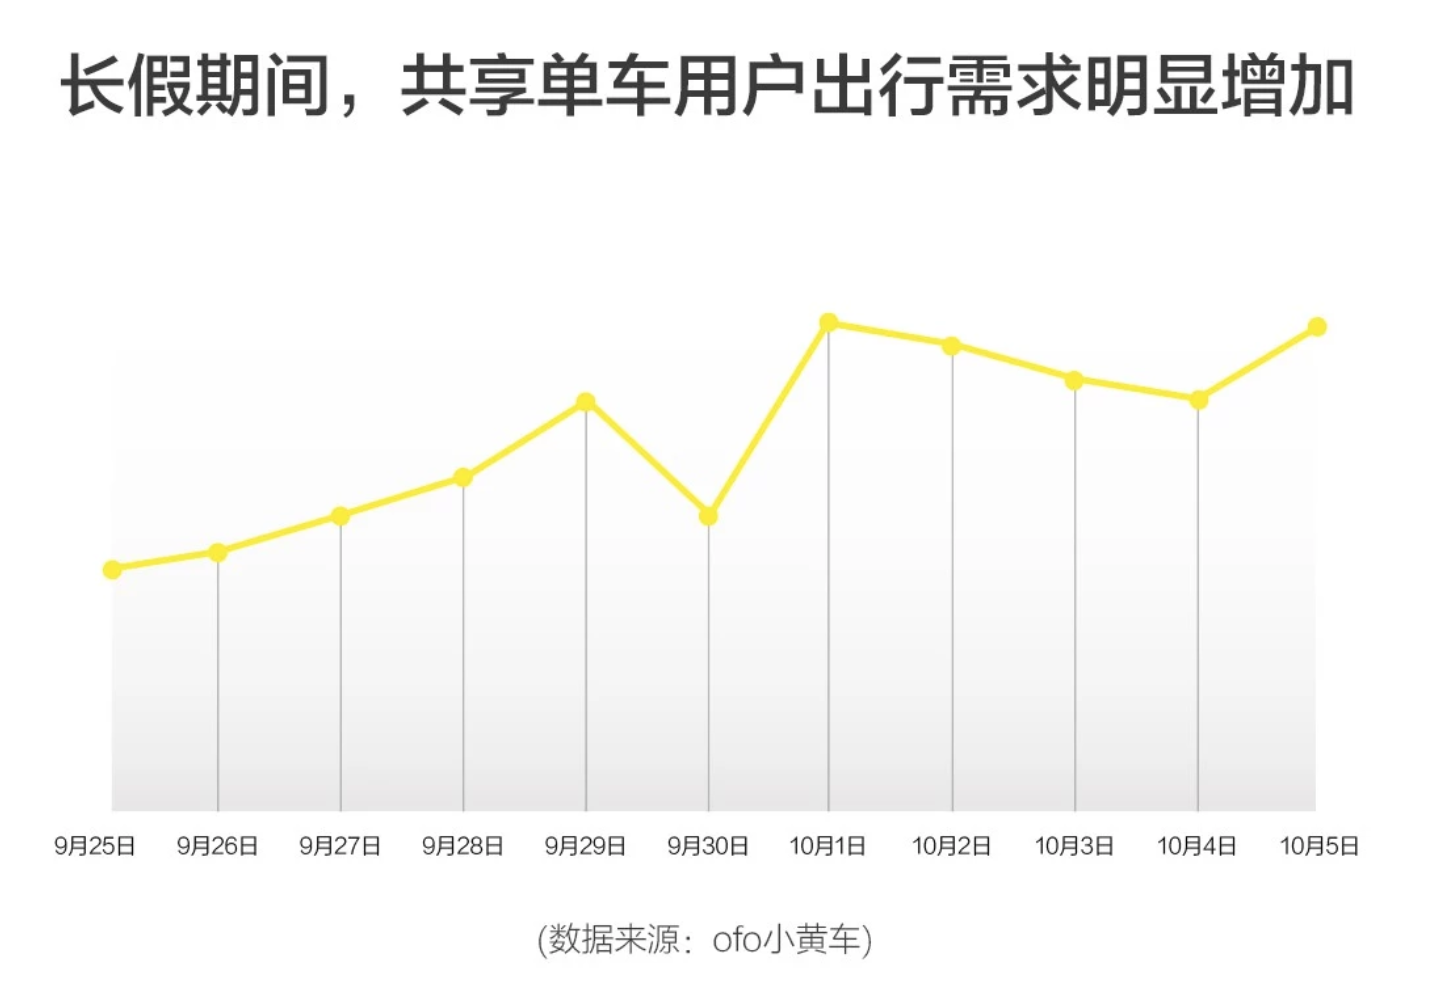 长假期间，共享单车用户出行需求明显增加
9月25日 9月26日 9月27日 9月28日 9月29日 9月30日 10月1日 10月2日 10月3日 10月4日 10月5日
(数据来源：ofo小黄车)